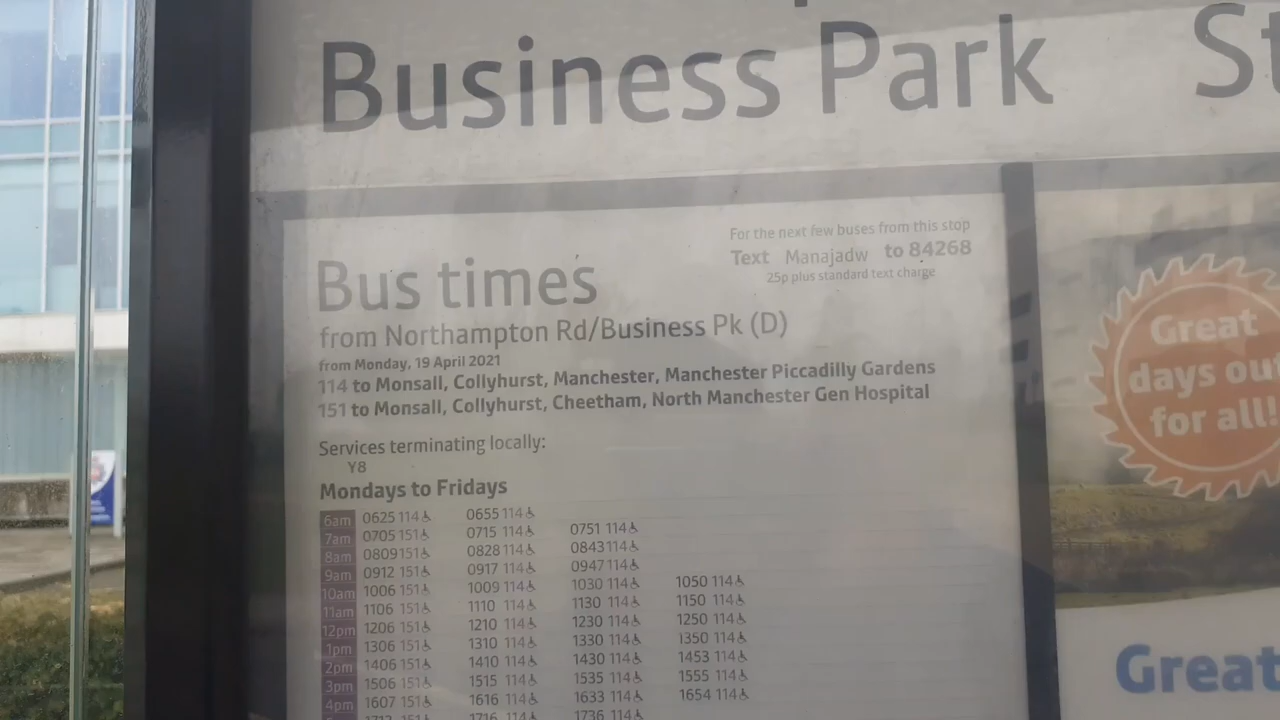 Business Park St
For the next few buses from this stop
Text Manajadw to 84268
25p plus standard text charge
Bus times
from Northampton Rd/Business Pk (D)
from Monday, 19 April 2021
114 to Monsall, Collyhurst, Manchester, Manchester Piccadilly Gardens
151 to Monsall, Collyhurst, Cheetham, North Manchester Gen Hospital
Services terminating locally:
Y8
Mondays to Fridays
6am 0625 114 0655 114
7am 0705 151 0715 114 0751 114
8am 0809 151 0828 114 0843 114
9am 0912 151 0917 114 0947 114
10am 1006 151 1009 114 1030 114 1050 114
11am 1106 151 1110 114 1130 114 1150 114
12pm 1206 151 1210 114 1230 114 1250 114
1pm 1306 151 1310 114 1330 114 1350 114
2pm 1406 151 1410 114 1430 114 1453 114
3pm 1506 151 1515 114 1535 114 1555 114
4pm 1607 151 1616 114 1633 114 1654 114
1716 114 1736 114
Great
days out
for all!
Great